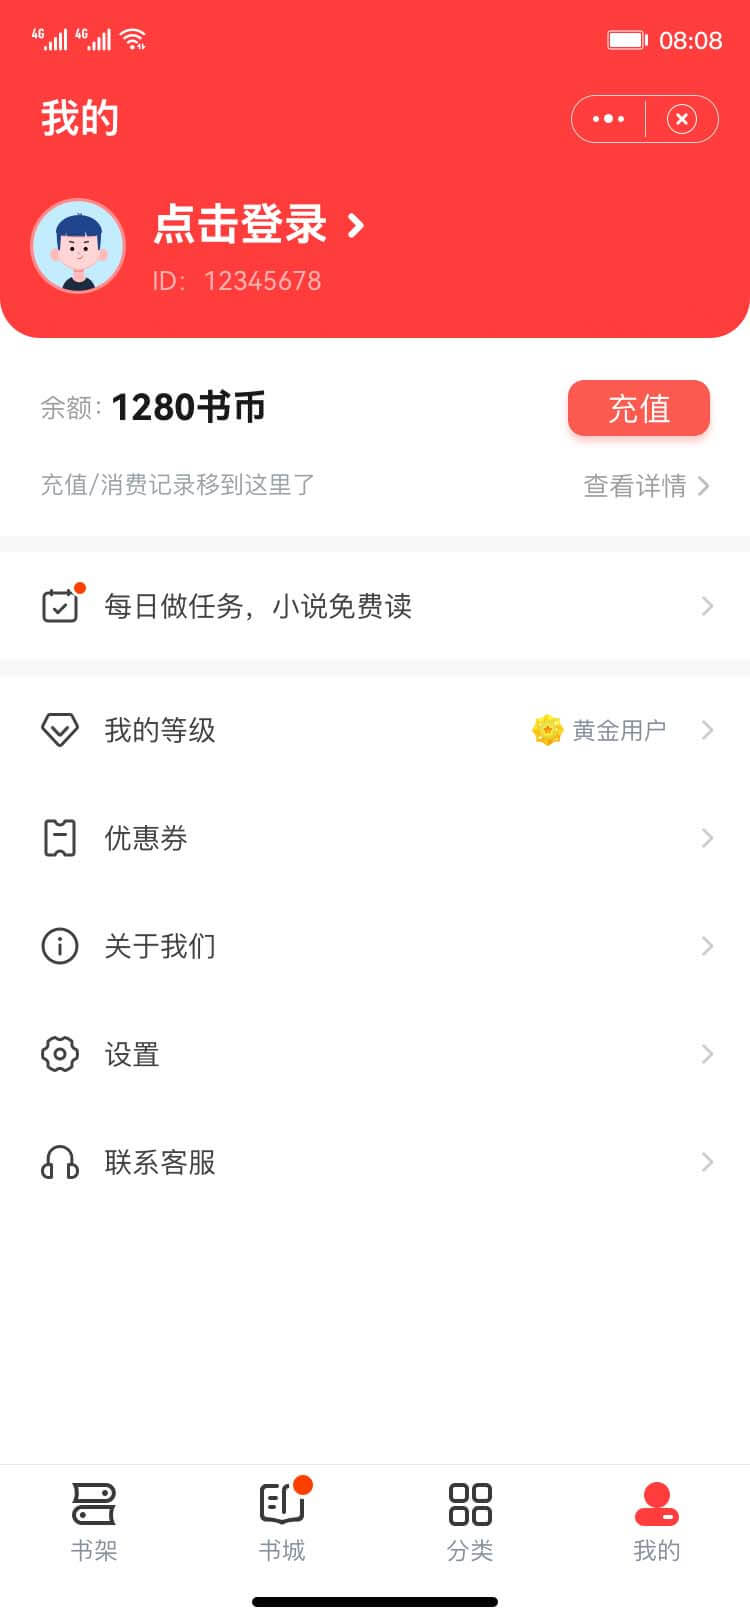 4G 4G 08:08
我的
点击登录
ID： 12345678
余额：1280书币 充值
充值/消费记录移到这里了 查看详情
每日做任务，小说免费读
我的等级 黄金用户
优惠券
关于我们
设置
联系客服
书架 书城 分类 我的